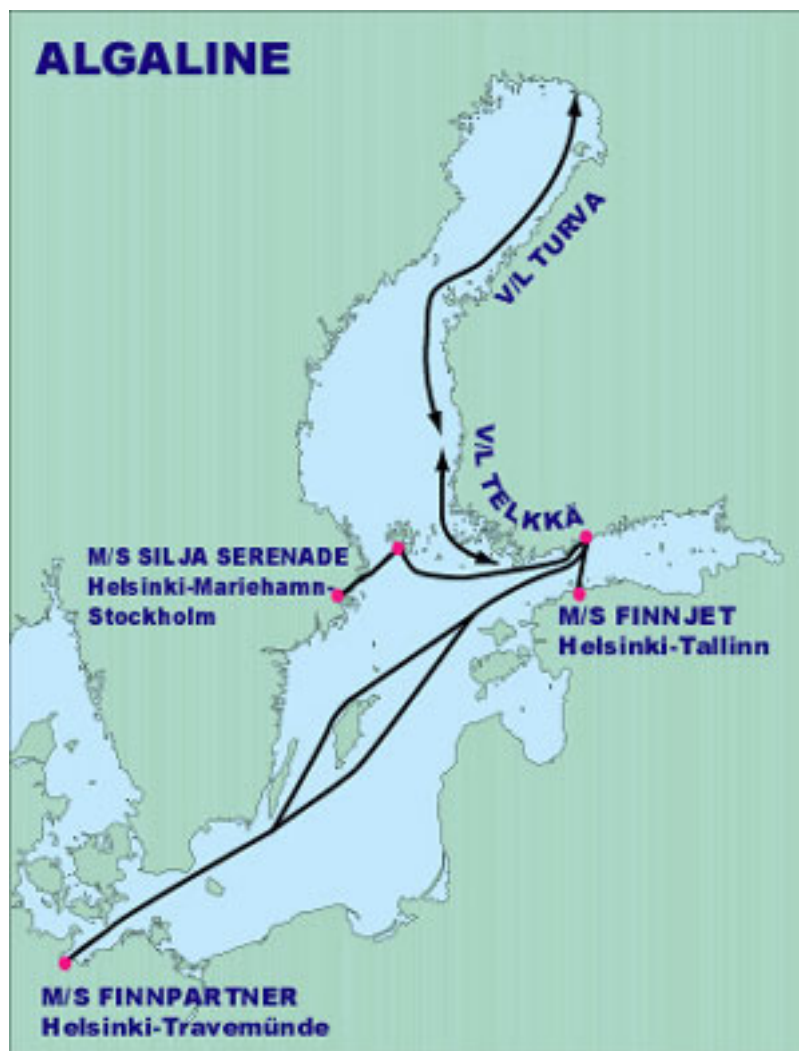 ALGALINE
V/L TURVA
V/L TELKKÄ
M/S SILJA SERENADE
Helsinki-Mariehamn-
Stockholm
M/S FINNJET
Helsinki-Tallinn
M/S FINNPARTNER
Helsinki-Travemünde